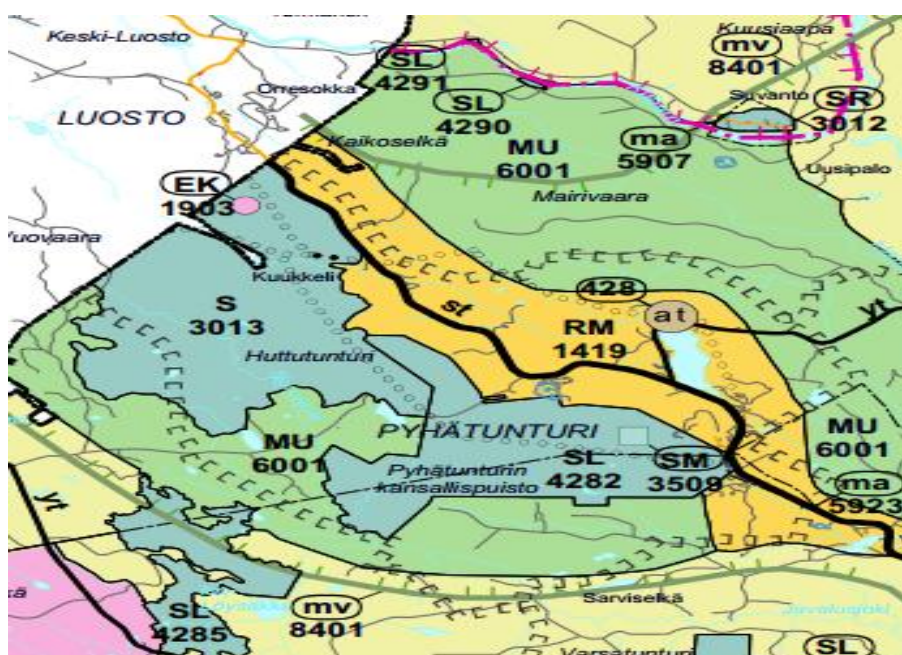 Keski-Luosto
Kuusiaapa
mv
8401
SL
4291
Orresokka
SL
4290
Suvanto
SR
3012
LUOSTO
Kaikoselkä
MU
6001
ma
5907
Uusipalo
EK
1903
Mairivaara
Kuukkeli
428
at
S
3013
st
RM
1419
yt
Huttutunturi
MU
6001
PYHÄTUNTURI
MU
6001
Pyhätunturin
kansallispuisto
SL
4282
SM
3509
ma
5923
yt
SL
4285
mv
8401
Sarviselkä
Varsatunturi
SL